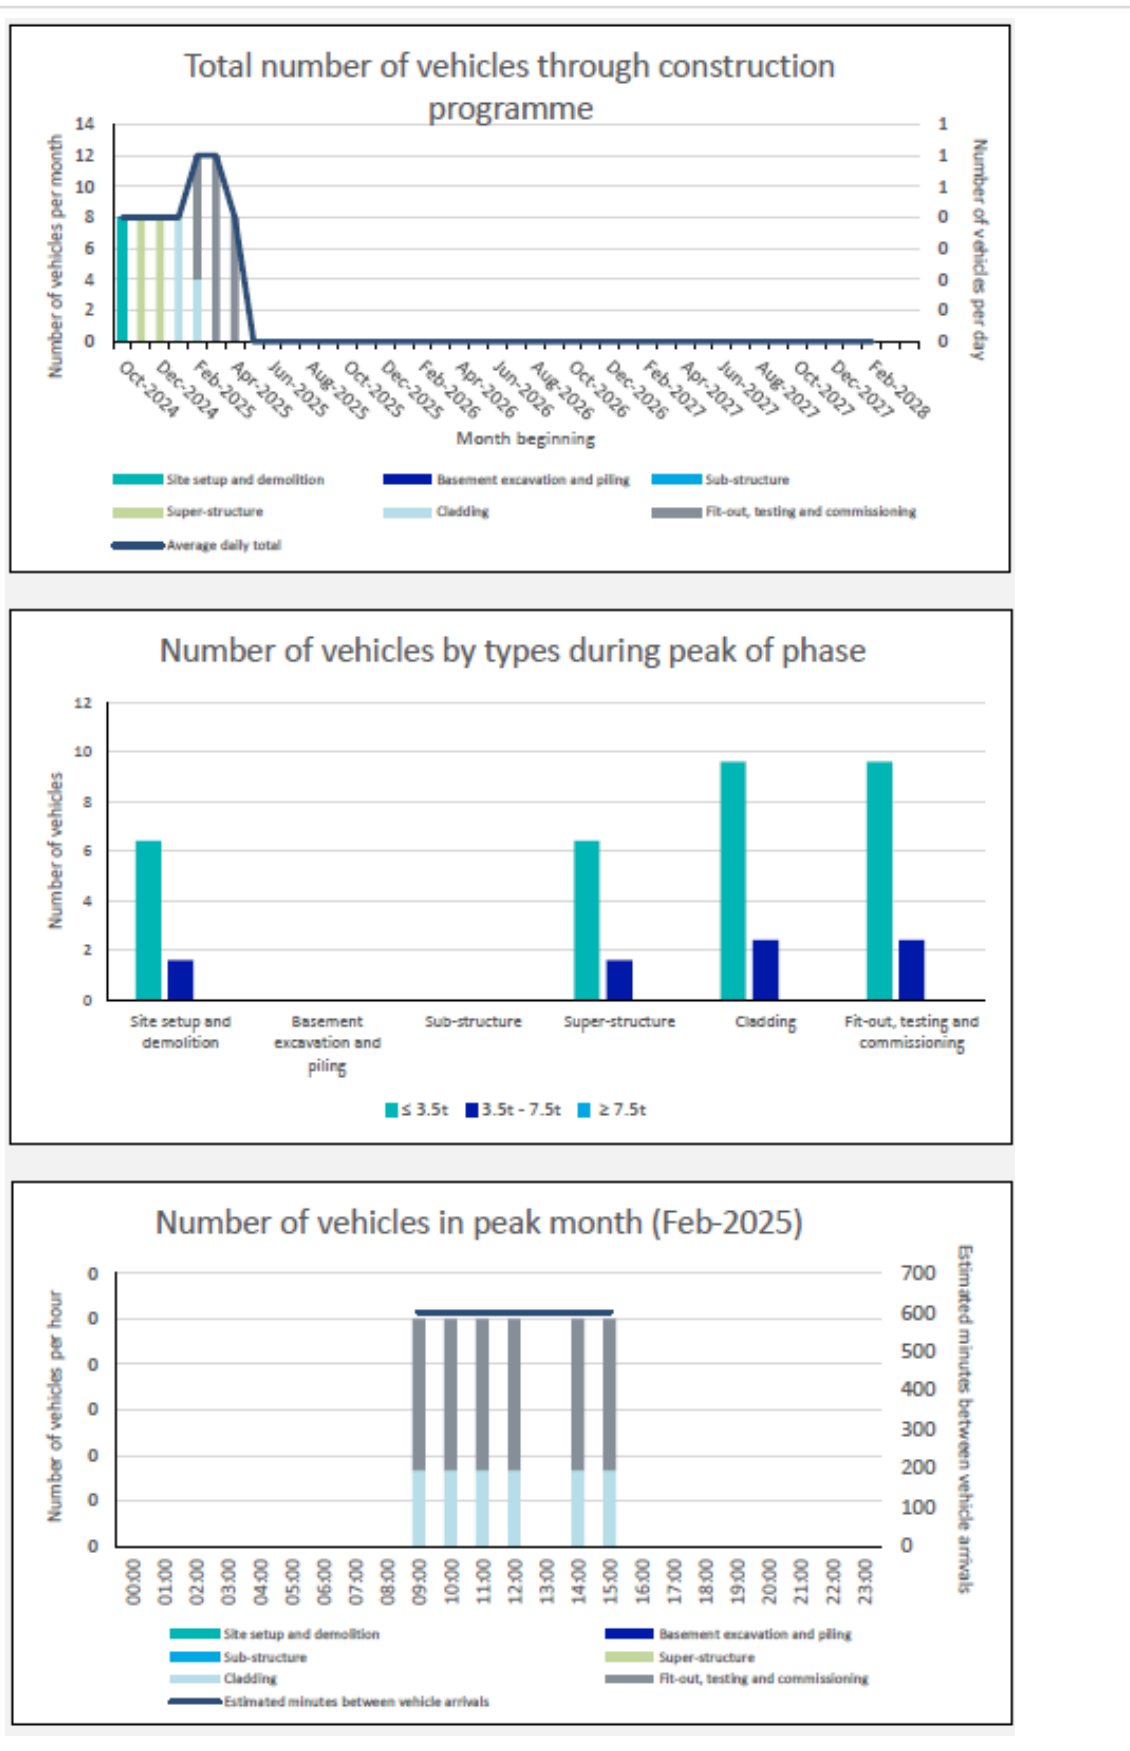 Total number of vehicles through construction
programme
Number of vehicles per month
14
12
10
8
6
4
2
0
1
1
1
0
0
0
0
0
Number of vehicles per day
Oct-2024
Dec-2024
Feb-2025
Apr-2025
Jun-2025
Aug-2025
Oct-2025
Dec-2025
Feb-2026
Apr-2026
Jun-2026
Aug-2026
Oct-2026
Dec-2026
Feb-2027
Apr-2027
Jun-2027
Aug-2027
Oct-2027
Dec-2027
Feb-2028
Month beginning
Site setup and demolition
Basement excavation and piling
Sub-structure
Super-structure
Cladding
Fit-out, testing and commissioning
Average daily total
Number of vehicles by types during peak of phase
Number of vehicles
12
10
8
6
4
2
0
Site setup and
demolition
Basement
excavation and
piling
Sub-structure
Super-structure
Cladding
Fit-out, testing and
commissioning
≤ 3.5t
3.5t - 7.5t
≥ 7.5t
Number of vehicles in peak month (Feb-2025)
Number of vehicles per hour
0
0
0
0
0
0
0
700
600
500
400
300
200
100
0
Estimated minutes between vehicle arrivals
00:00
01:00
02:00
03:00
04:00
05:00
06:00
07:00
08:00
09:00
10:00
11:00
12:00
13:00
14:00
15:00
16:00
17:00
18:00
19:00
20:00
21:00
22:00
23:00
Site setup and demolition
Basement excavation and piling
Sub-structure
Super-structure
Cladding
Fit-out, testing and commissioning
Estimated minutes between vehicle arrivals